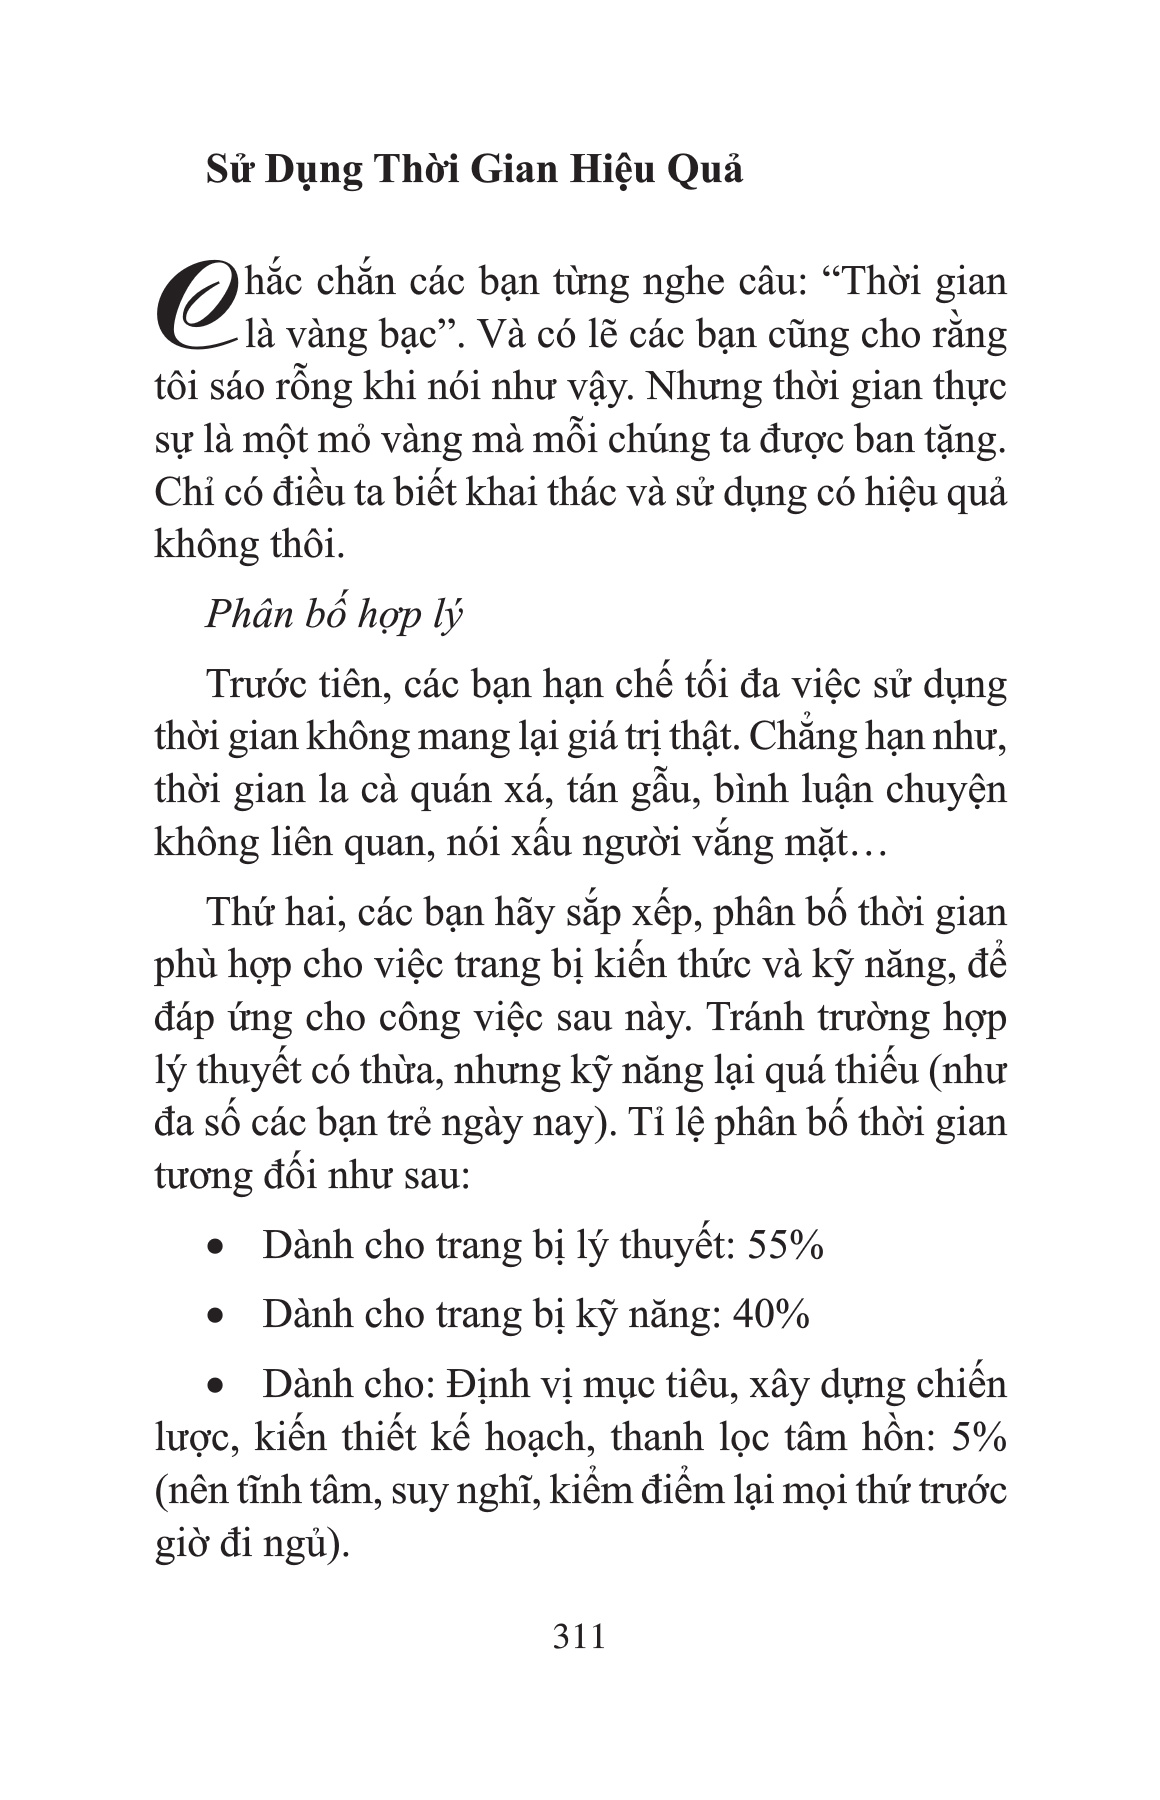 Sử Dụng Thời Gian Hiệu Quả
Chắc chắn các bạn từng nghe câu: “Thời gian
là vàng bạc”. Và có lẽ các bạn cũng cho rằng
tôi sáo rỗng khi nói như vậy. Nhưng thời gian thực
sự là một mỏ vàng mà mỗi chúng ta được ban tặng.
Chỉ có điều ta biết khai thác và sử dụng có hiệu quả
không thôi.
Phân bố hợp lý
Trước tiên, các bạn hạn chế tối đa việc sử dụng
thời gian không mang lại giá trị thật. Chẳng hạn như,
thời gian la cà quán xá, tán gẫu, bình luận chuyện
không liên quan, nói xấu người vắng mặt…
Thứ hai, các bạn hãy sắp xếp, phân bố thời gian
phù hợp cho việc trang bị kiến thức và kỹ năng, để
đáp ứng cho công việc sau này. Tránh trường hợp
lý thuyết có thừa, nhưng kỹ năng lại quá thiếu (như
đa số các bạn trẻ ngày nay). Tỉ lệ phân bố thời gian
tương đối như sau:
• Dành cho trang bị lý thuyết: 55%
• Dành cho trang bị kỹ năng: 40%
• Dành cho: Định vị mục tiêu, xây dựng chiến
lược, kiến thiết kế hoạch, thanh lọc tâm hồn: 5%
(nên tĩnh tâm, suy nghĩ, kiểm điểm lại mọi thứ trước
giờ đi ngủ).
311